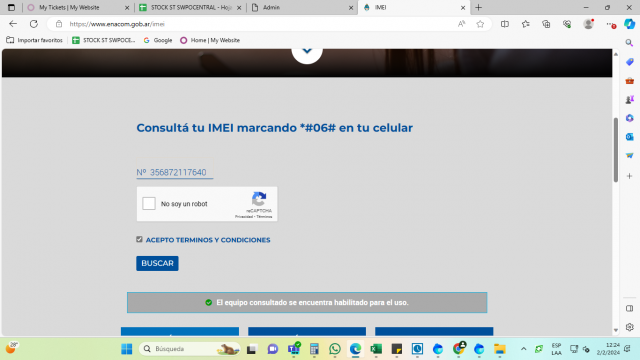 My Tickets | My Website
STOCK ST SWPOCENTRAL - Hoja
Admin
IMEI
https://www.enacom.gob.ar/imei
Importar favoritos
STOCK ST SWPOCE...
Google
Home | My Website
Consultá tu IMEI marcando *#06# en tu celular
Nº 356872117640
No soy un robot
reCAPTCHA
Privacidad - Términos
ACEPTO TERMINOS Y CONDICIONES
BUSCAR
El equipo consultado se encuentra habilitado para el uso.
28°
Búsqueda
ESP
LAA
12:24
2/2/2024